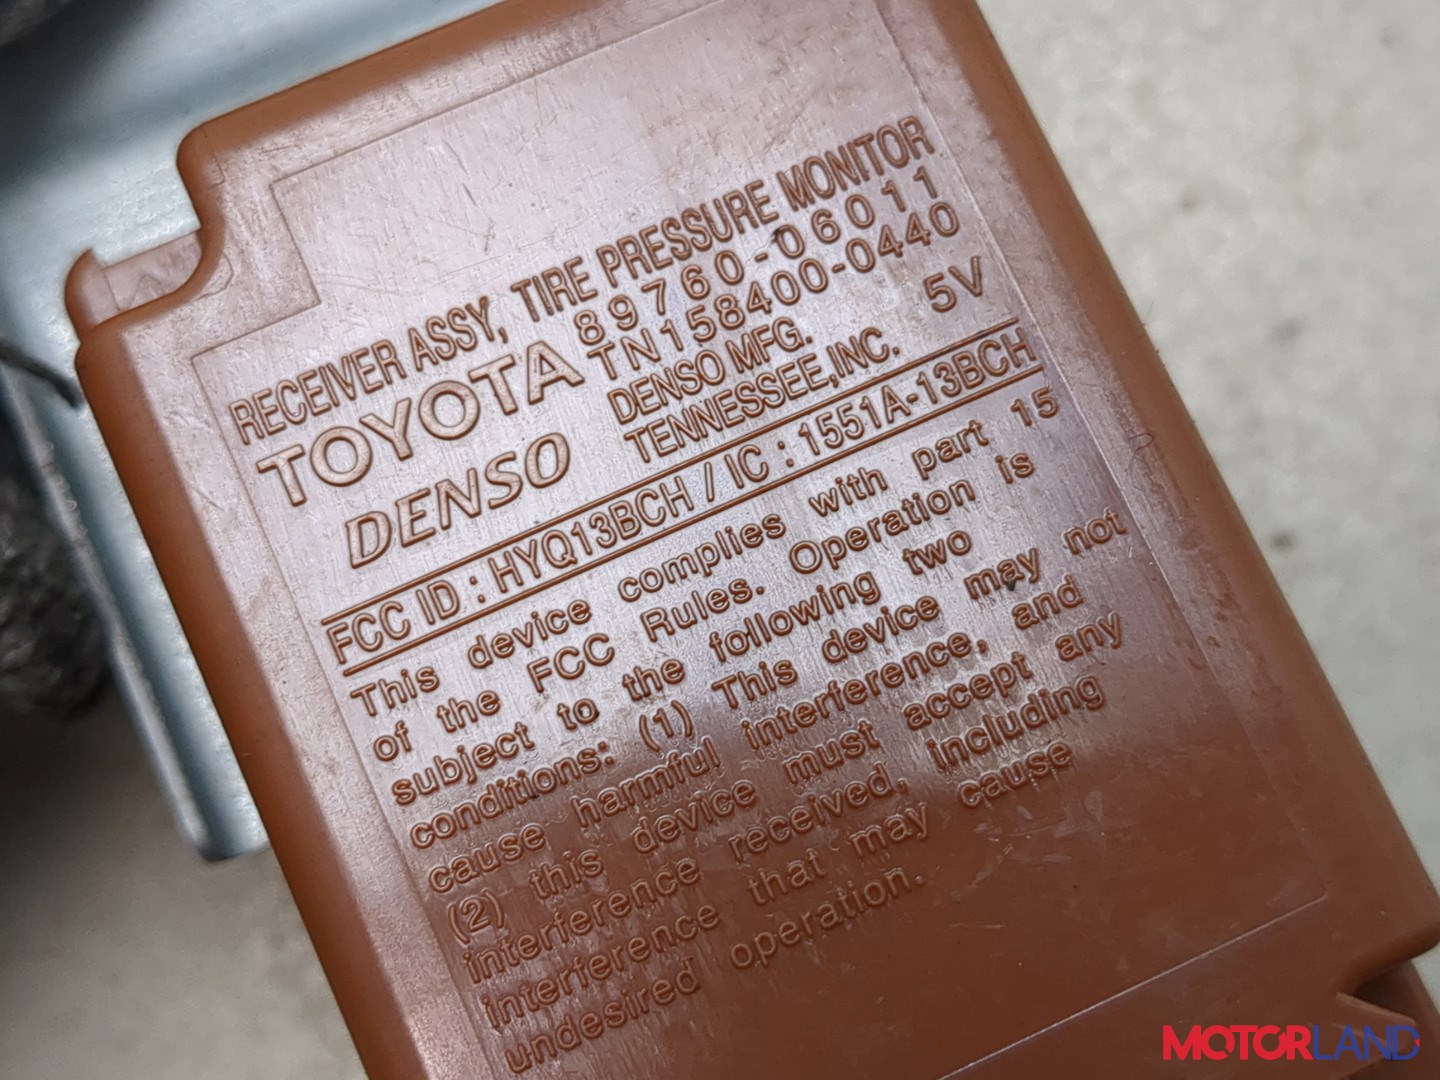 RECEIVER ASSY, TIRE PRESSURE MONITOR
TOYOTA
89760-06011
TN158400-0440
DENSO
DENSO MFG.
TENNESSEE,INC.
5V
FCC ID : HYQ13BCH / IC : 1551A-13BCH
This device complies with part 15
of the FCC Rules. Operation is
subject to the following two
conditions: (1) This device may not
cause harmful interference, and
(2) this device must accept any
interference received, including
interference that may cause
undesired operation.
MOTORLAND